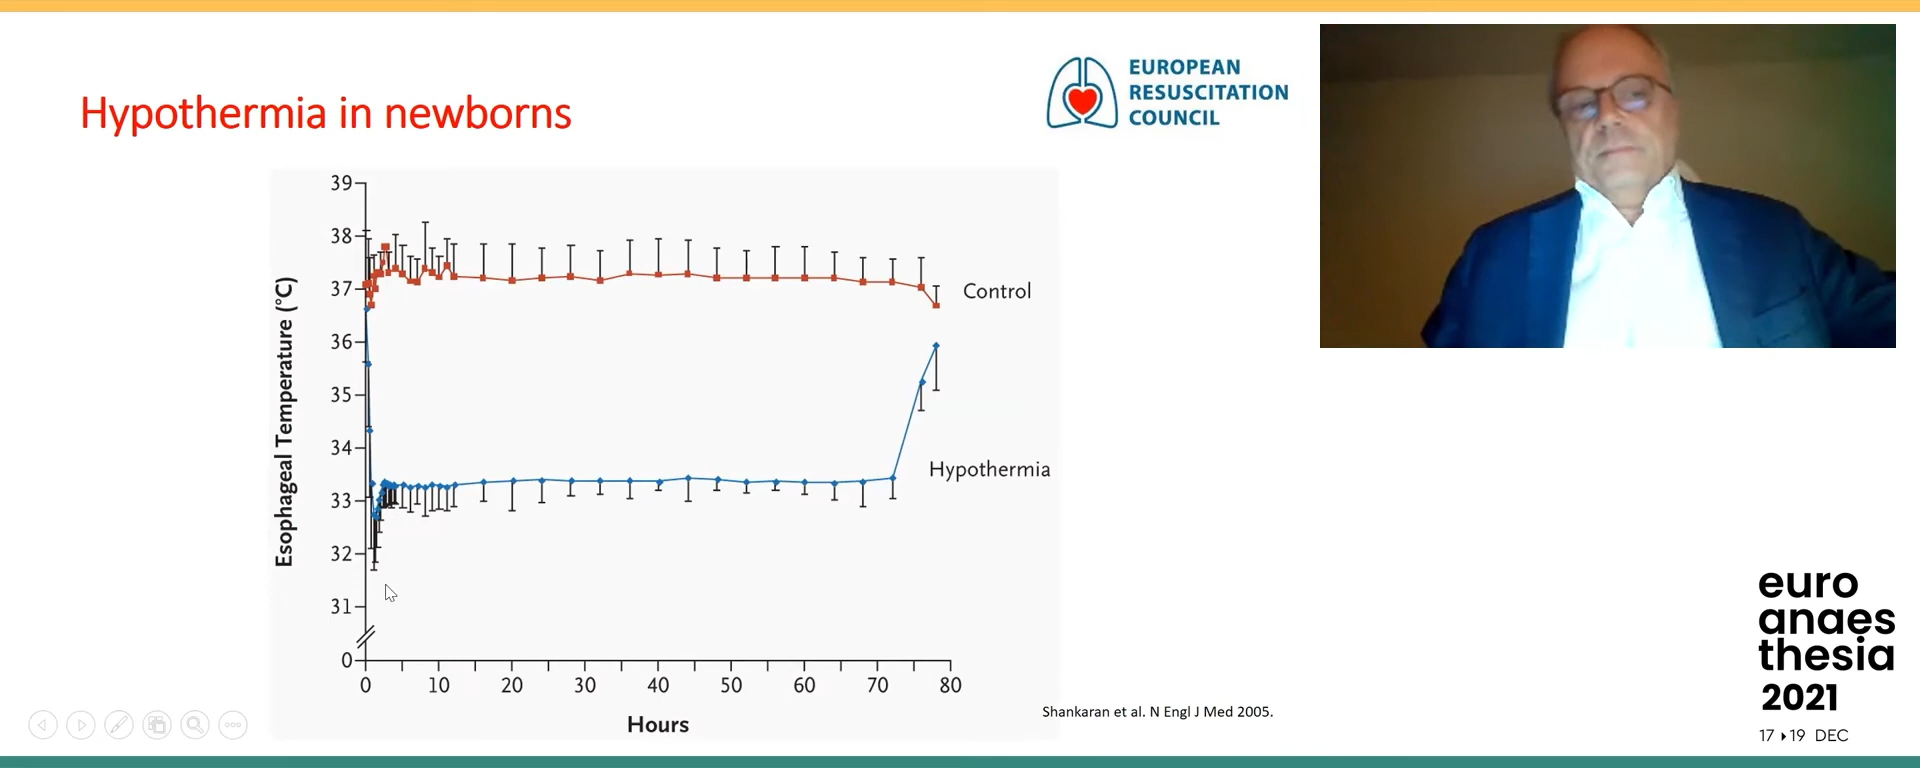 Hypothermia in newborns
EUROPEAN
RESUSCITATION
COUNCIL
39
38
37
36
35
34
33
32
31
0
Esophageal Temperature (°C)
Control
Hypothermia
0 10 20 30 40 50 60 70 80
Hours
Shankaran et al. N Engl J Med 2005.
euro
anaes
thesia
2021
17 ▸ 19 DEC